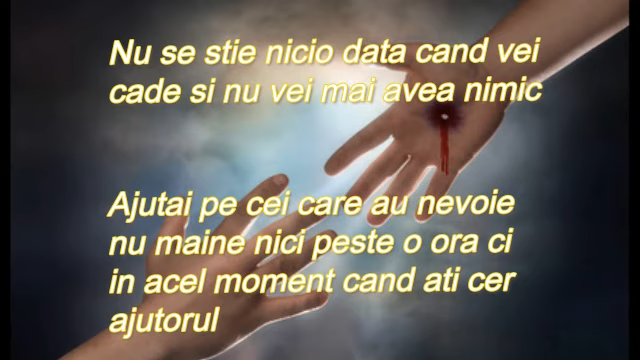 Nu se stie nicio data cand vei
cade si nu vei mai avea nimic
Ajutai pe cei care au nevoie
nu maine nici peste o ora ci
in acel moment cand ati cer
ajutorul